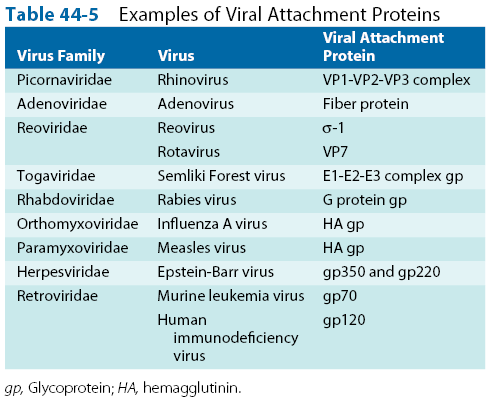 Table 44-5 Examples of Viral Attachment Proteins
Virus Family Virus Viral Attachment Protein
Picornaviridae Rhinovirus VP1-VP2-VP3 complex
Adenoviridae Adenovirus Fiber protein
Reoviridae Reovirus σ-1
Rotavirus VP7
Togaviridae Semliki Forest virus E1-E2-E3 complex gp
Rhabdoviridae Rabies virus G protein gp
Orthomyxoviridae Influenza A virus HA gp
Paramyxoviridae Measles virus HA gp
Herpesviridae Epstein-Barr virus gp350 and gp220
Retroviridae Murine leukemia virus gp70
Human gp120
immunodeficiency
virus
gp, Glycoprotein; HA, hemagglutinin.